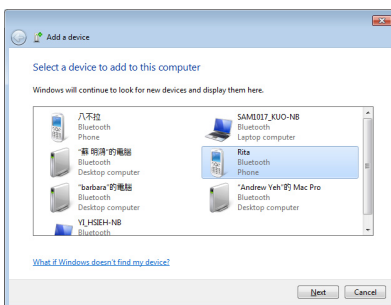 Add a device
Select a device to add to this computer
Windows will continue to look for new devices and display them here.
八不拉
Bluetooth
Phone
SAM1017_KUO-NB
Bluetooth
Laptop computer
"蘇 明鴻"的電腦
Bluetooth
Desktop computer
Rita
Bluetooth
Phone
"barbara"的電腦
Bluetooth
Desktop computer
"Andrew Yeh"的 Mac Pro
Bluetooth
Desktop computer
YI_HSIEH-NB
Bluetooth
What if Windows doesn't find my device?
Next
Cancel